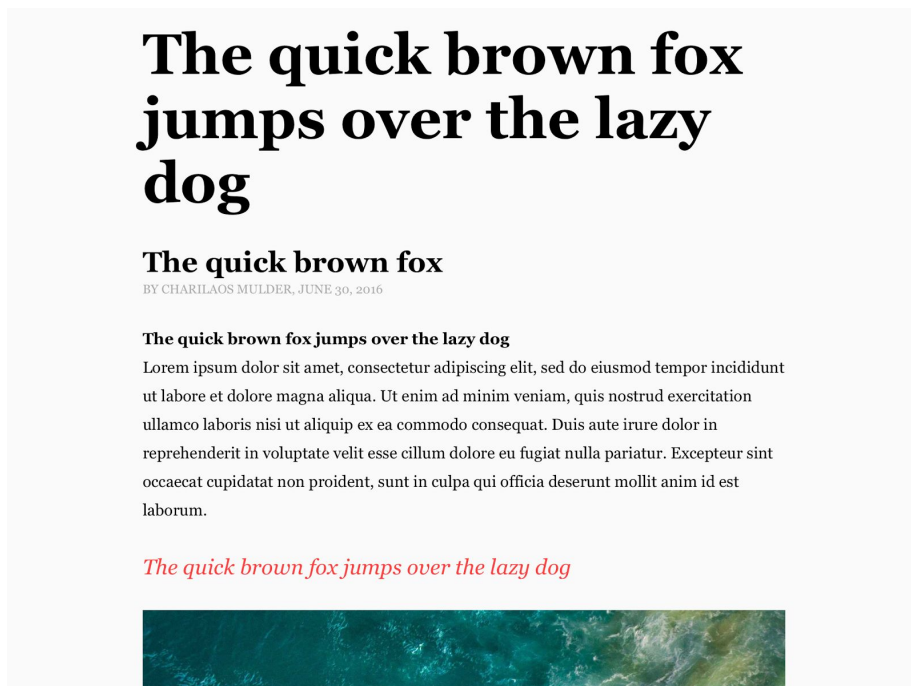 The quick brown fox
jumps over the lazy
dog
The quick brown fox
BY CHARILAOS MULDER, JUNE 30, 2016
The quick brown fox jumps over the lazy dog
Lorem ipsum dolor sit amet, consectetur adipiscing elit, sed do eiusmod tempor incididunt
ut labore et dolore magna aliqua. Ut enim ad minim veniam, quis nostrud exercitation
ullamco laboris nisi ut aliquip ex ea commodo consequat. Duis aute irure dolor in
reprehenderit in voluptate velit esse cillum dolore eu fugiat nulla pariatur. Excepteur sint
occaecat cupidatat non proident, sunt in culpa qui officia deserunt mollit anim id est
laborum.
The quick brown fox jumps over the lazy dog